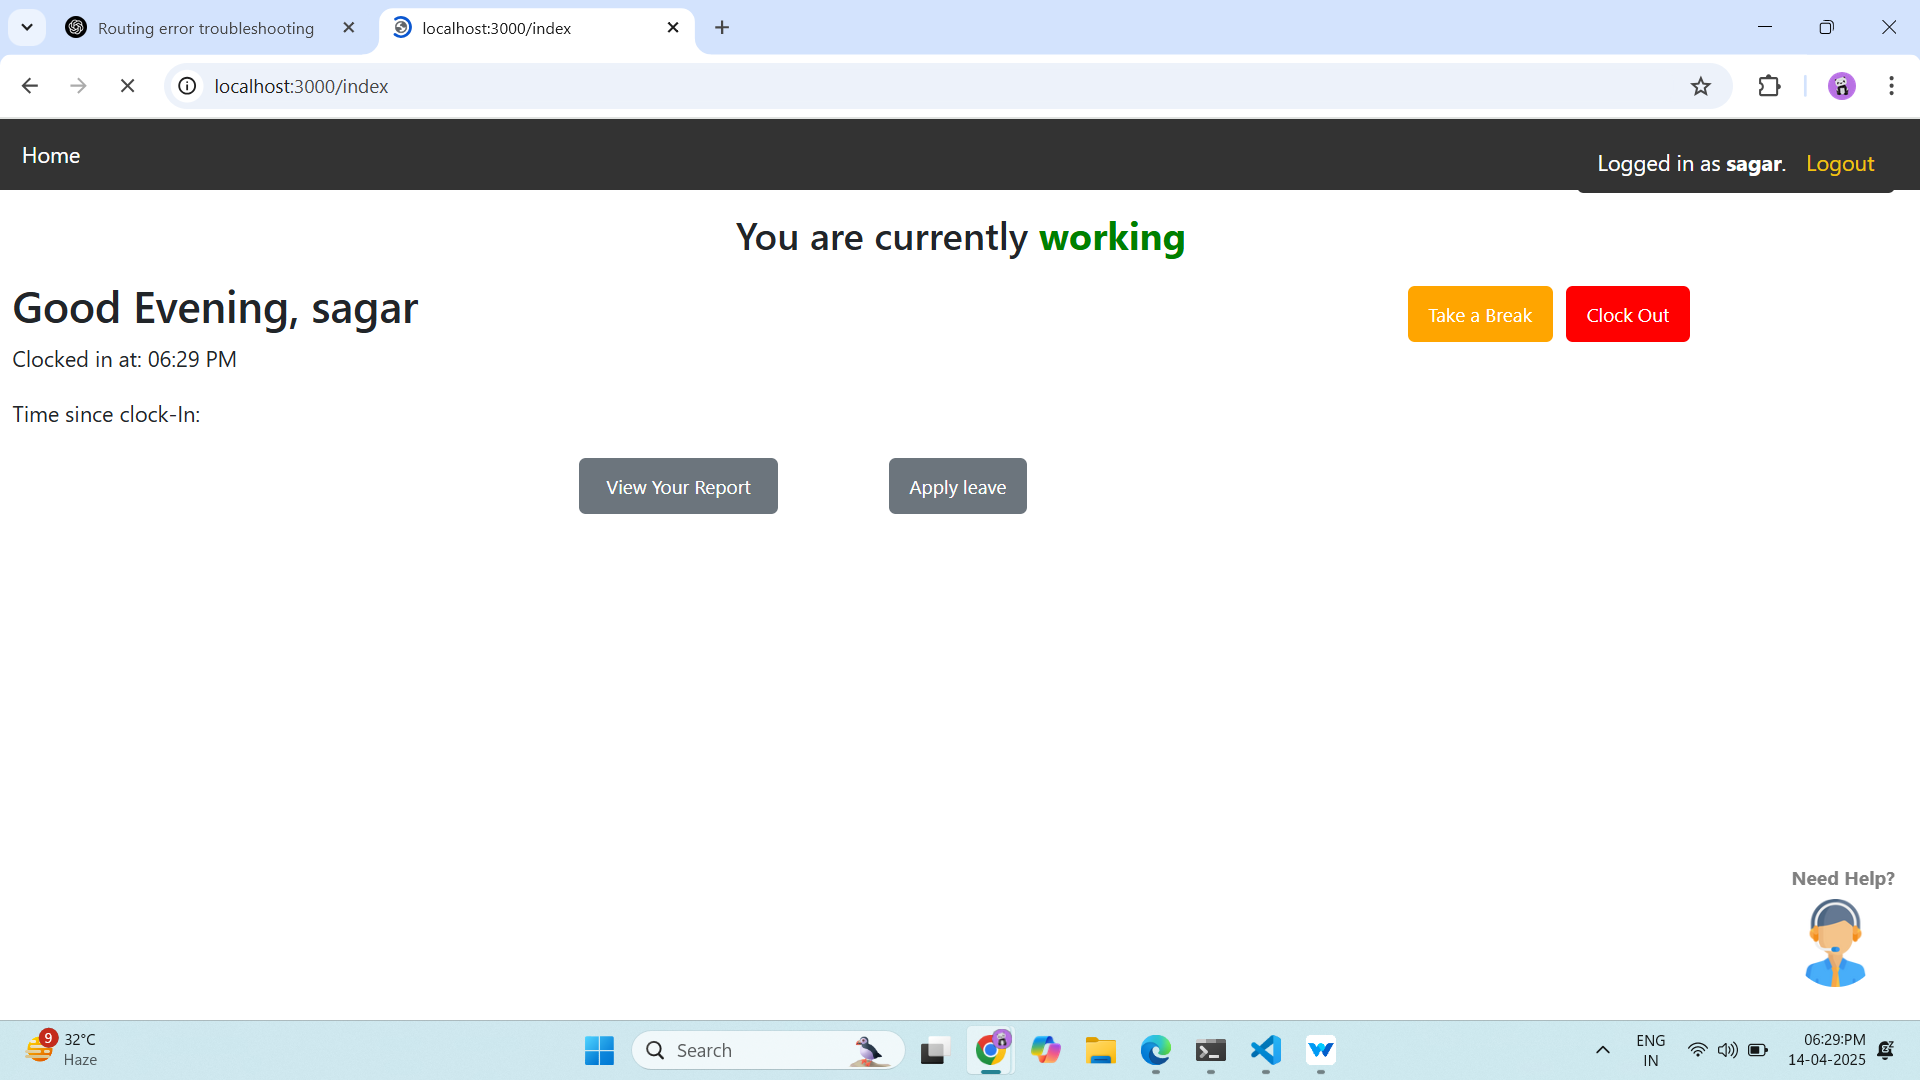 Routing error troubleshooting
localhost:3000/index
localhost:3000/index
Home
Logged in as sagar. Logout
You are currently working
Good Evening, sagar
Take a Break
Clock Out
Clocked in at: 06:29 PM
Time since clock-In:
View Your Report
Apply leave
Need Help?
9
32°C
Haze
Search
ENG
IN
06:29:PM
14-04-2025